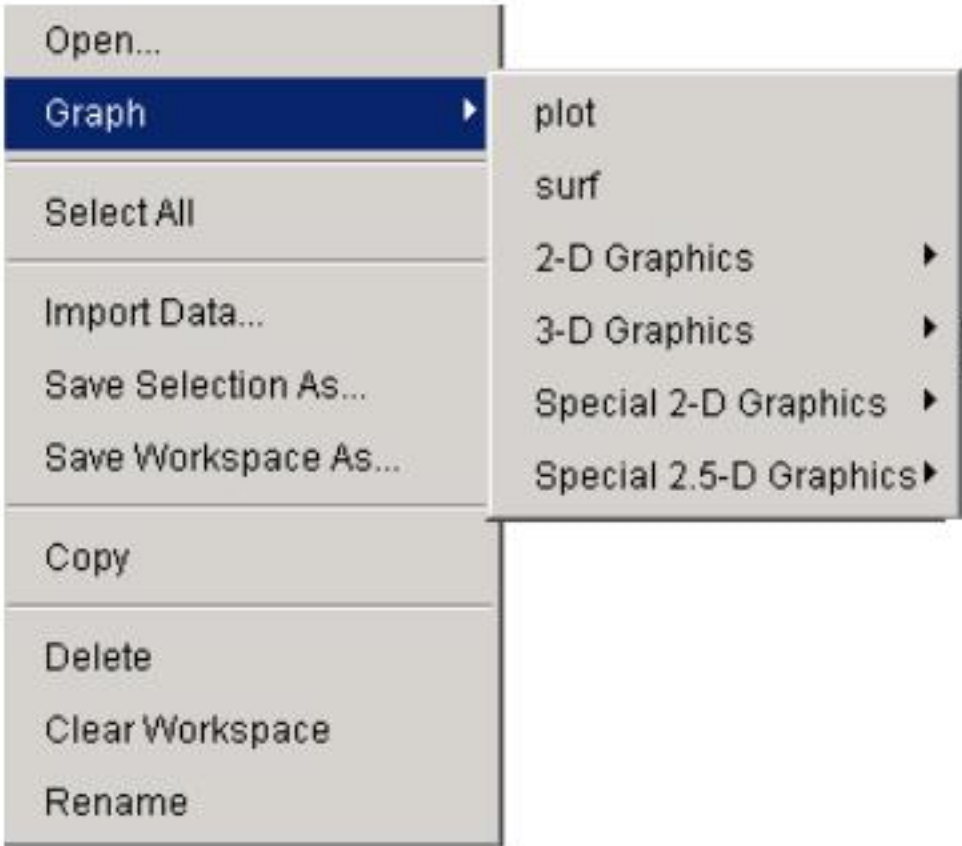 Open...
Graph
Select All
Import Data...
Save Selection As...
Save Workspace As...
Copy
Delete
Clear Workspace
Rename
plot
surf
2-D Graphics
3-D Graphics
Special 2-D Graphics
Special 2.5-D Graphics